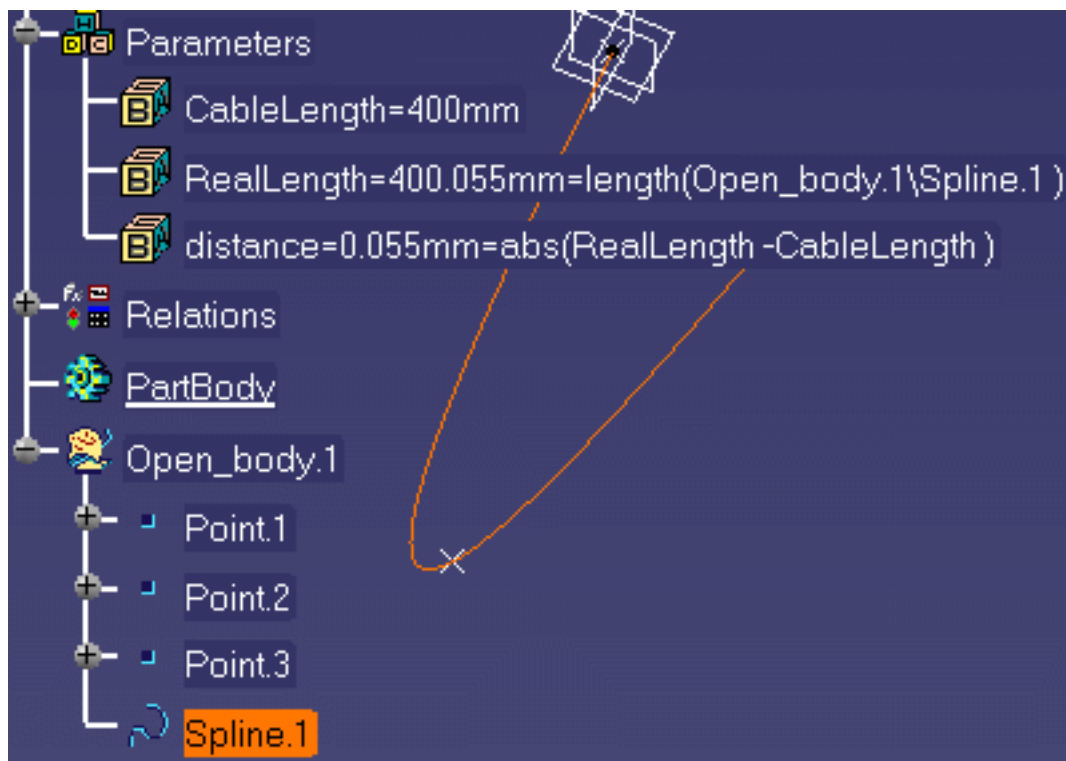 Parameters
CableLength=400mm
RealLength=400.055mm=length(Open_body.1\Spline.1 )
distance=0.055mm=abs(RealLength -CableLength )
Relations
PartBody
Open_body.1
Point.1
Point.2
Point.3
Spline.1